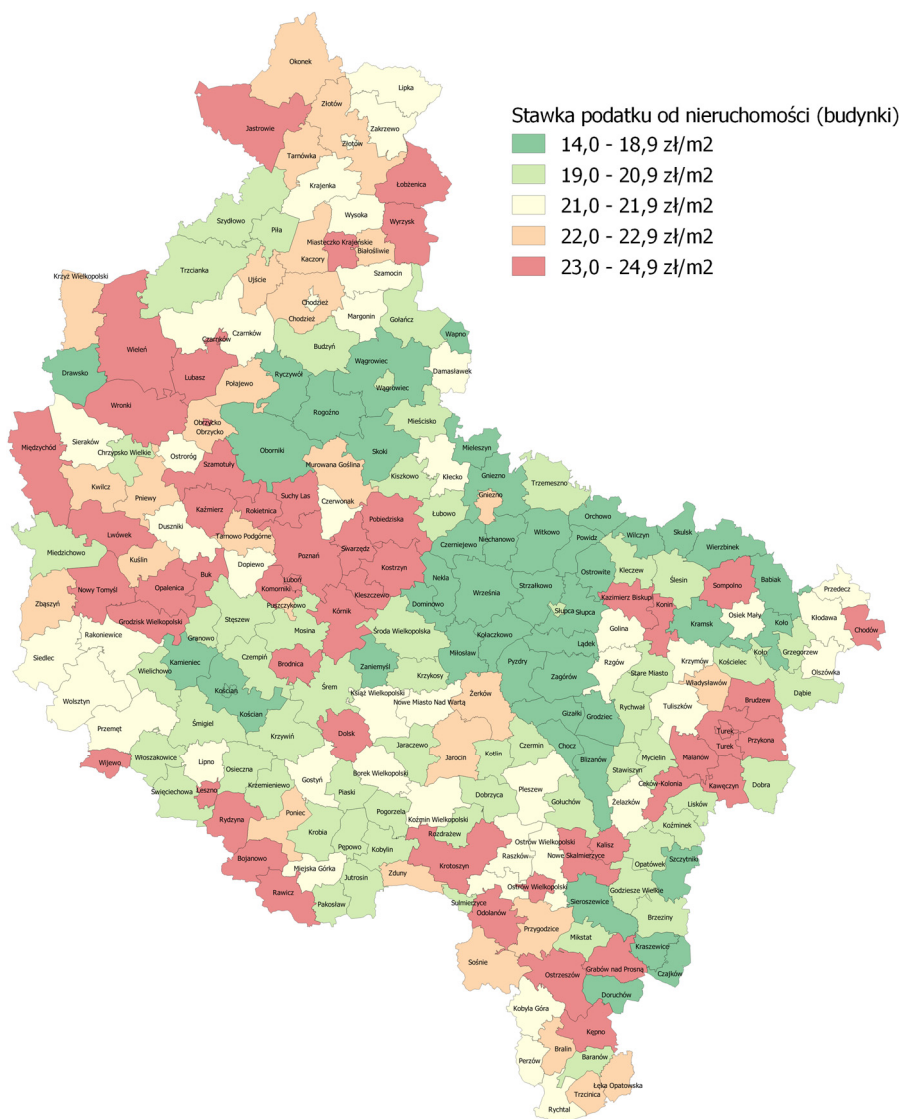 Stawka podatku od nieruchomości (budynki)
14,0 - 18,9 zł/m2
19,0 - 20,9 zł/m2
21,0 - 21,9 zł/m2
22,0 - 22,9 zł/m2
23,0 - 24,9 zł/m2
Okonek
Lipka
Jastrowie
Złotów
Zakrzewo
Złotów
Tarnówka
Łobżenica
Krajenka
Szydłowo
Piła
Wysoka
Wyrzysk
Miasteczko Krajeńskie
Białośliwie
Kaczory
Trzcianka
Krzyż Wielkopolski
Ujście
Szamocin
Chodzież
Chodzież
Margonin
Gołańcz
Czarnków
Czarnków
Wapno
Wieleń
Budzyń
Drawsko
Lubasz
Połajewo
Ryczywół
Wągrowiec
Wągrowiec
Damasławek
Wronki
Rogoźno
Mieścisko
Obrzycko
Obrzycko
Sieraków
Międzychód
Chrzypsko Wielkie
Ostroróg
Oborniki
Skoki
Mieleszyn
Szamotuły
Murowana Goślina
Kiszkowo
Kłecko
Gniezno
Gniezno
Trzemeszno
Kwilcz
Pniewy
Kaźmierz
Rokietnica
Suchy Las
Czerwonak
Pobiedziska
Łubowo
Orchowo
Duszniki
Lwówek
Tarnowo Podgórne
Poznań
Swarzędz
Czerniejewo
Niechanowo
Witkowo
Powidz
Wilczyn
Skulsk
Wierzbinek
Miedzichowo
Kuślin
Buk
Dopiewo
Kostrzyn
Nekla
Ostrowite
Kleczew
Ślesin
Sompolno
Babiak
Przedecz
Nowy Tomyśl
Opalenica
Komorniki
Luboń
Kleszczewo
Września
Strzałkowo
Kazimierz Biskupi
Konin
Zbąszyń
Grodzisk Wielkopolski
Puszczykowo
Kórnik
Dominowo
Słupca
Słupca
Kramsk
Osiek Mały
Koło
Kłodawa
Chodów
Rakoniewice
Granowo
Stęszew
Mosina
Środa Wielkopolska
Kołaczkowo
Lądek
Golina
Siedlec
Wielichowo
Kamieniec
Czempiń
Brodnica
Zaniemyśl
Krzykosy
Miłosław
Pyzdry
Zagórów
Rzgów
Stare Miasto
Krzymów
Kościelec
Koło
Grzegorzew
Olszówka
Wolsztyn
Kościan
Kościan
Śrem
Książ Wielkopolski
Nowe Miasto Nad Wartą
Żerków
Rychwał
Tuliszków
Władysławów
Brudzew
Dąbie
Przemęt
Śmigiel
Krzywiń
Dolsk
Gizałki
Grodziec
Turek
Turek
Przykona
Wijewo
Włoszakowice
Lipno
Osieczna
Jaraczewo
Jarocin
Kotlin
Czermin
Chocz
Blizanów
Stawiszyn
Mycielin
Malanów
Kawęczyn
Święciechowa
Leszno
Krzemieniewo
Gostyń
Piaski
Borek Wielkopolski
Dobrzyca
Pleszew
Gołuchów
Żelazków
Ceków-Kolonia
Lisków
Dobra
Rydzyna
Poniec
Krobia
Pogorzela
Koźmin Wielkopolski
Rozdrażew
Koźminek
Bojanowo
Miejska Górka
Pępowo
Kobylin
Krotoszyn
Raszków
Ostrów Wielkopolski
Nowe Skalmierzyce
Kalisz
Opatówek
Szczytniki
Rawicz
Pakosław
Jutrosin
Zduny
Sulmierzyce
Ostrów Wielkopolski
Godziesze Wielkie
Odolanów
Sieroszewice
Brzeziny
Przygodzice
Mikstat
Kraszewice
Czajków
Sośnie
Ostrzeszów
Grabów nad Prosną
Doruchów
Kobyla Góra
Kępno
Bralin
Baranów
Perzów
Łęka Opatowska
Trzcinica
Rychtal